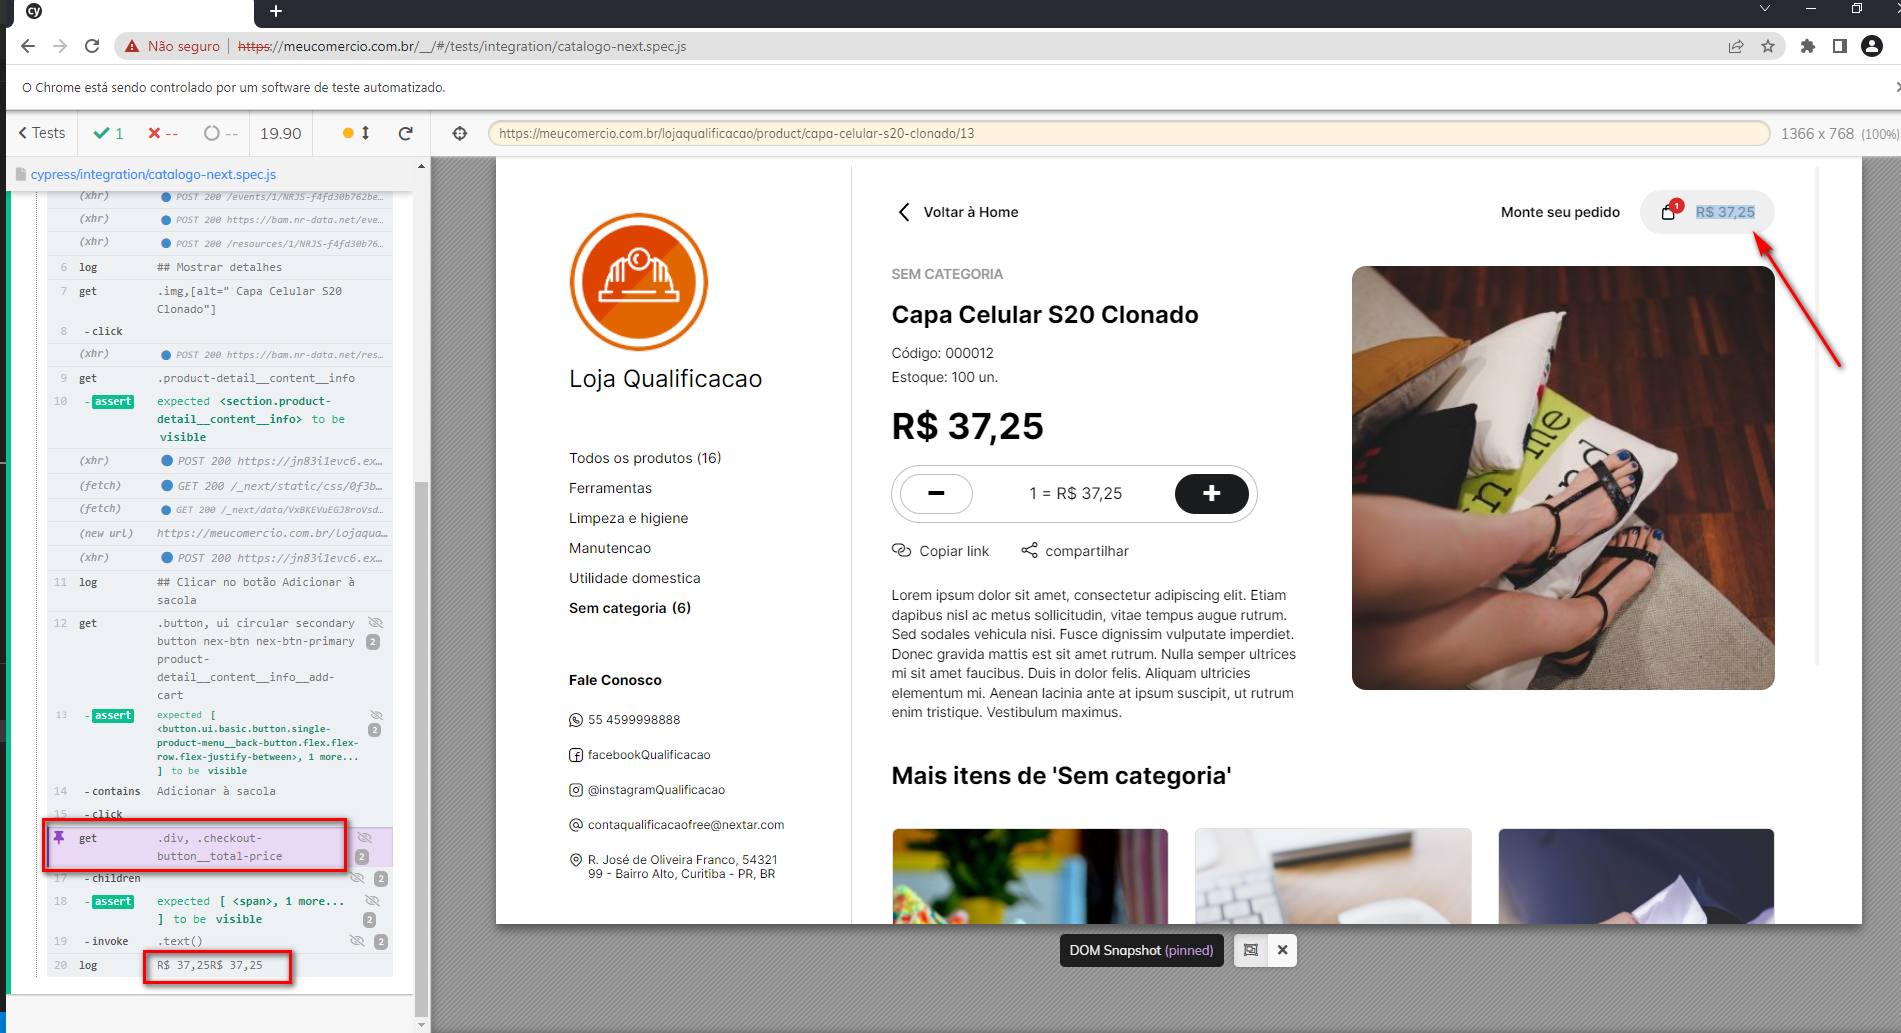 cy
+
Não seguro
https://meucomercio.com.br/__/#/tests/integration/catalogo-next.spec.js
O Chrome está sendo controlado por um software de teste automatizado.
Tests
1
--
--
19.90
https://meucomercio.com.br/lojaqualificacao/product/capa-celular-s20-clonado/13
1366 x 768 (100%)
cypress/integration/catalogo-next.spec.js
(xhr) POST 200 /events/1/NRJS-f4fd30b762be…
(xhr) POST 200 https://bam.nr-data.net/eve…
(xhr) POST 200 /resources/1/NRJS-f4fd30b76…
6 log ## Mostrar detalhes
7 get .img,[alt=" Capa Celular S20
Clonado"]
8 -click
(xhr) POST 200 https://bam.nr-data.net/res…
9 get .product-detail__content__info
10 -assert expected <section.product-
detail__content__info> to be
visible
(xhr) POST 200 https://jn83i1evc6.ex…
(fetch) GET 200 /_next/static/css/0f3b…
(fetch) GET 200 /_next/data/VxBKEVuEGJ8roVsd…
(new url) https://meucomercio.com.br/lojaqua…
(xhr) POST 200 https://jn83i1evc6.ex…
11 log ## Clicar no botão Adicionar à
sacola
12 get .button, ui circular secondary
button nex-btn nex-btn-primary 2
product-
detail__content__info__add-
cart
13 -assert expected [
<button.ui.basic.button.single- 2
product-menu__back-button.flex.flex-
row.flex-justify-between>, 1 more...
] to be visible
14 -contains Adicionar à sacola
15 -click
get .div, .checkout-
button__total-price 2
17 -children 2
18 -assert expected [ <span>, 1 more...
] to be visible 2
19 -invoke .text() 2
20 log R$ 37,25R$ 37,25
Loja Qualificacao
Todos os produtos (16)
Ferramentas
Limpeza e higiene
Manutencao
Utilidade domestica
Sem categoria (6)
Fale Conosco
55 4599998888
facebookQualificacao
@instagramQualificacao
contaqualificacaofree@nextar.com
R. José de Oliveira Franco, 54321
99 - Bairro Alto, Curitiba - PR, BR
Voltar à Home
Monte seu pedido
1
R$ 37,25
SEM CATEGORIA
Capa Celular S20 Clonado
Código: 000012
Estoque: 100 un.
R$ 37,25
1 = R$ 37,25
Copiar link
compartilhar
Lorem ipsum dolor sit amet, consectetur adipiscing elit. Etiam
dapibus nisl ac metus sollicitudin, vitae tempus augue rutrum.
Sed sodales vehicula nisi. Fusce dignissim vulputate imperdiet.
Donec gravida mattis est sit amet rutrum. Nulla semper ultrices
mi sit amet faucibus. Duis in dolor felis. Aliquam ultricies
elementum mi. Aenean lacinia ante at ipsum suscipit, ut rutrum
enim tristique. Vestibulum maximus.
Mais itens de 'Sem categoria'
DOM Snapshot (pinned)